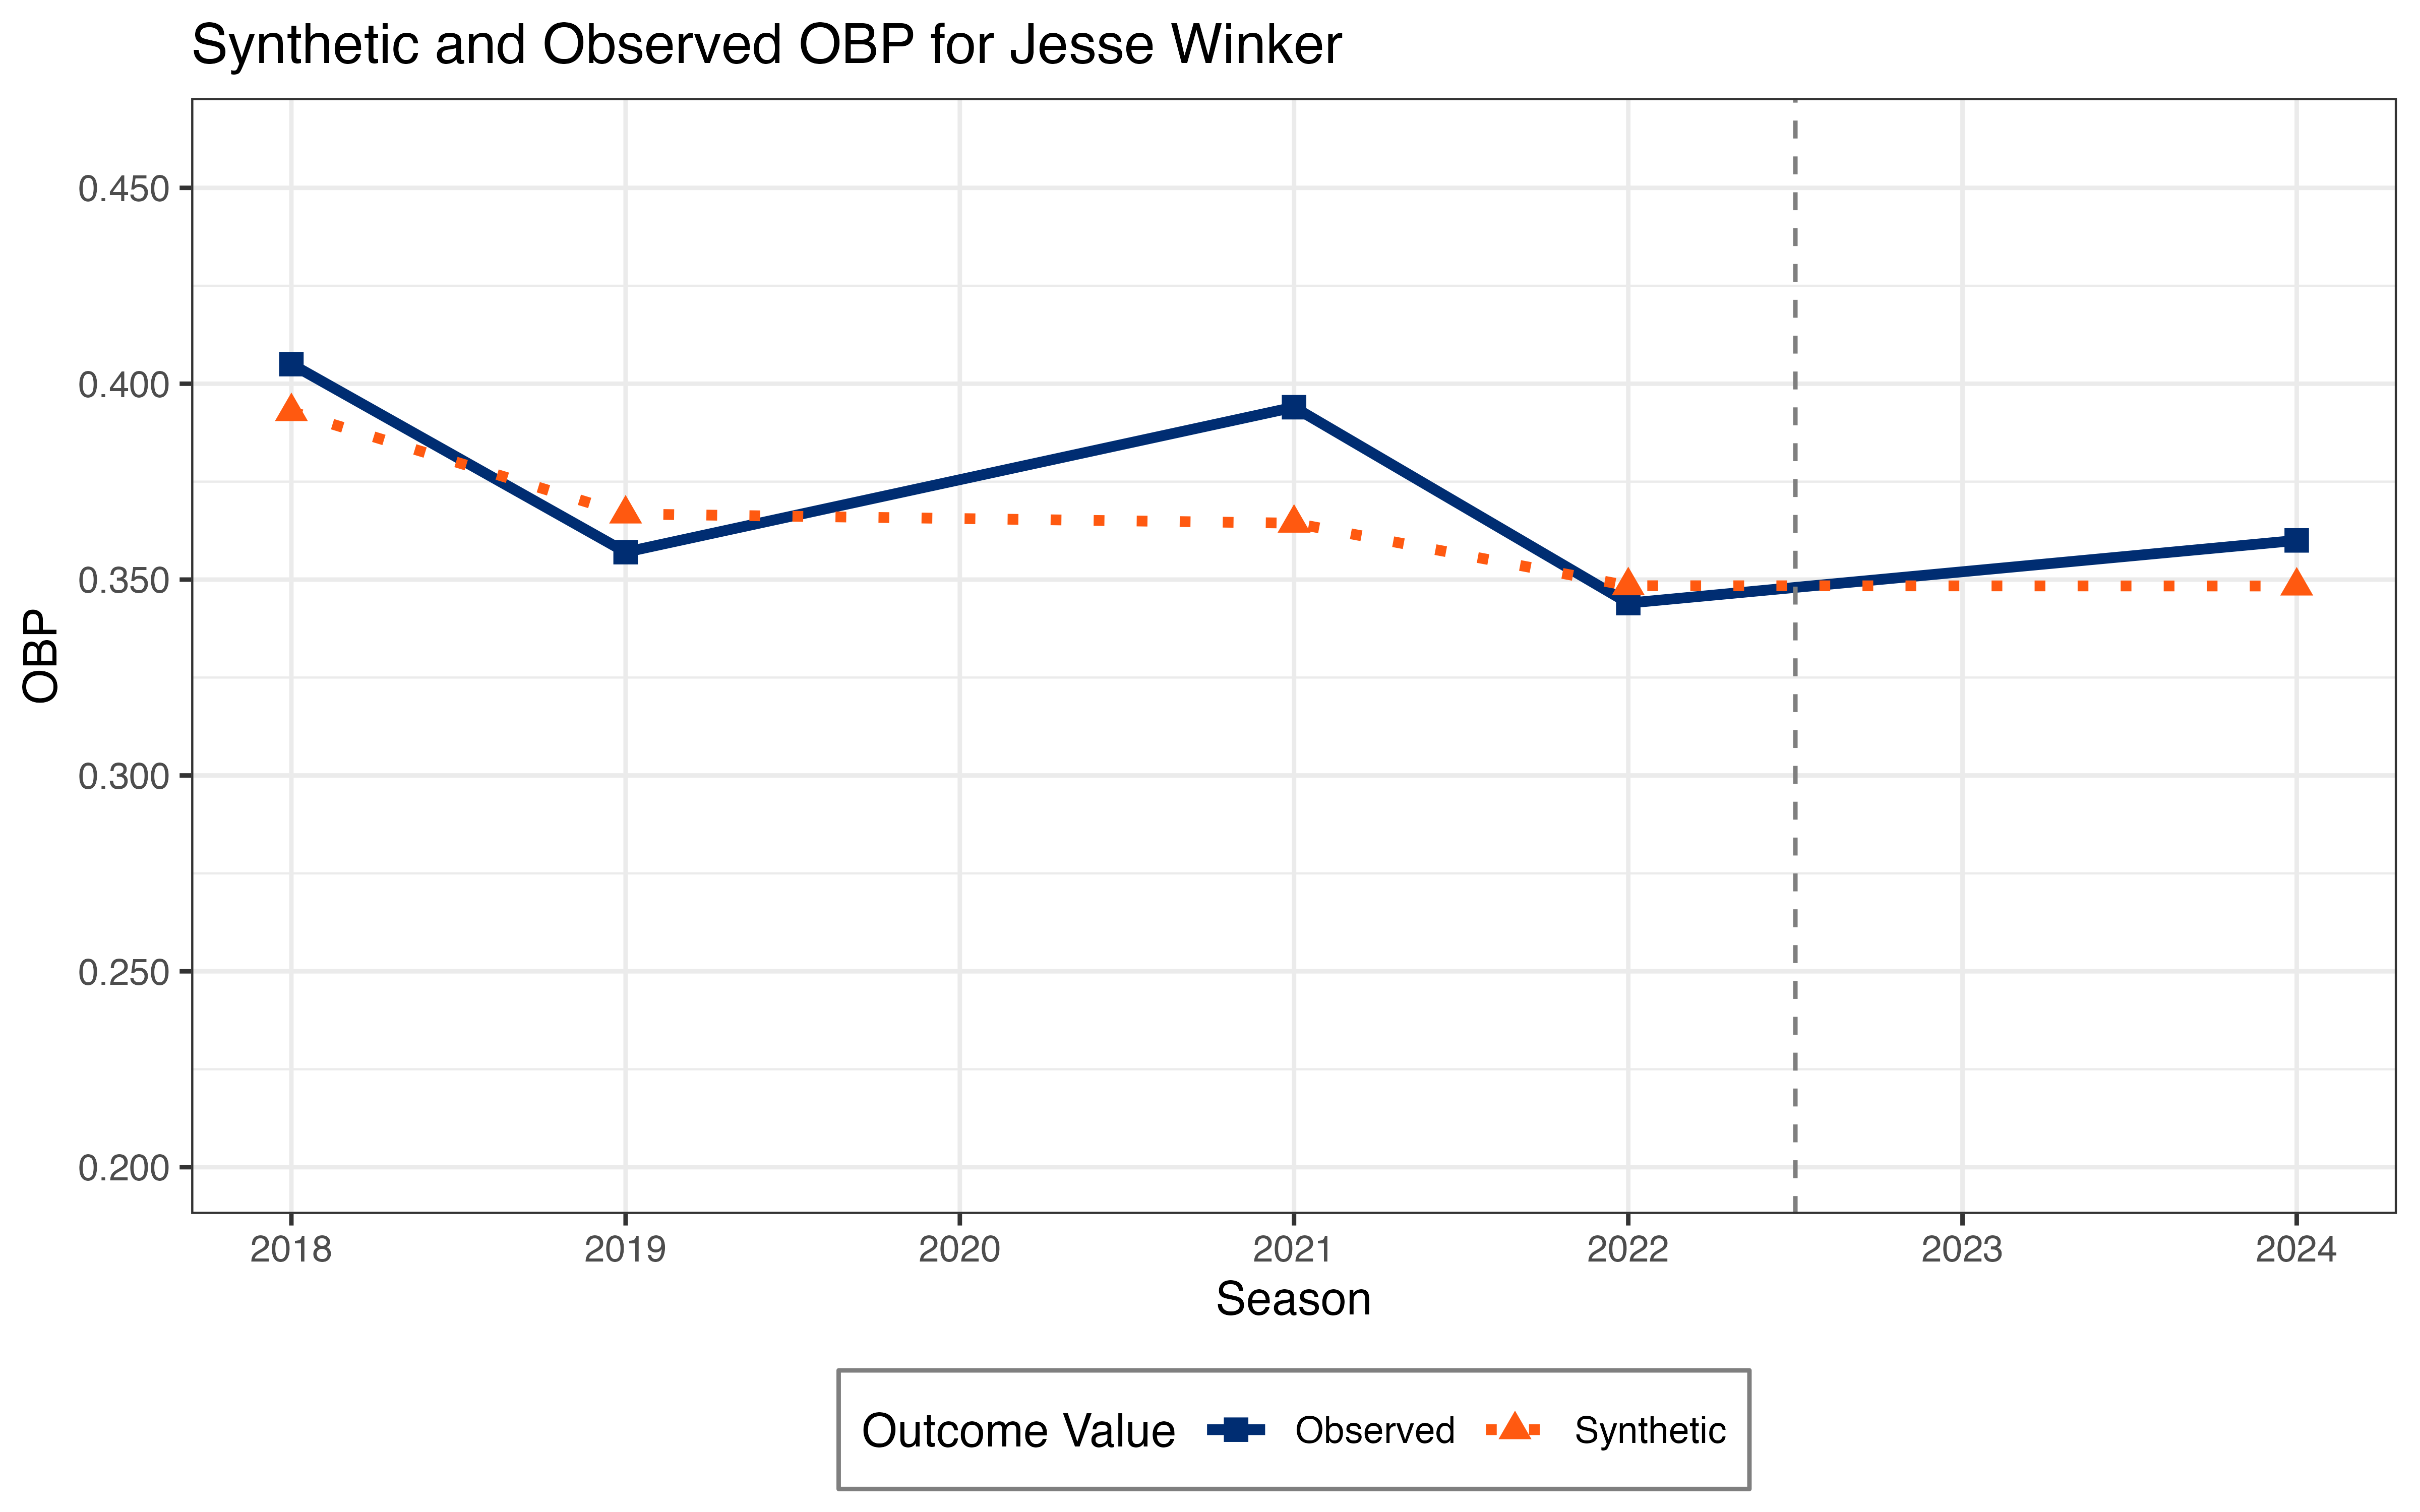 Synthetic and Observed OBP for Jesse Winker
0.450
0.400
0.350
0.300
0.250
0.200
OBP
2018 2019 2020 2021 2022 2023 2024
Season
Outcome Value Observed Synthetic